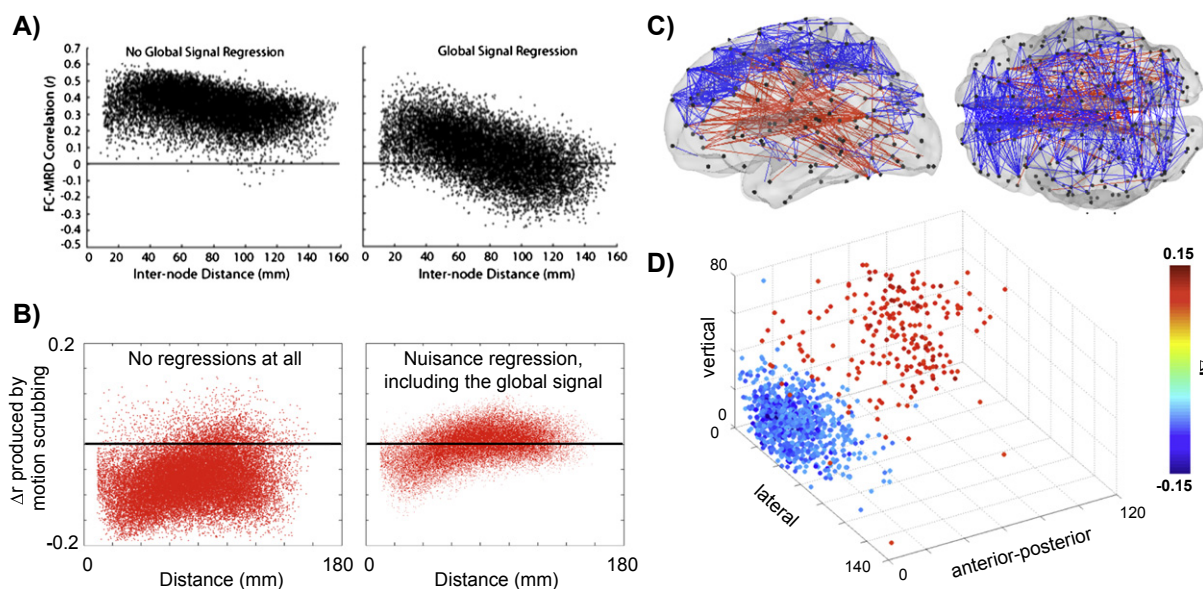 A)
No Global Signal Regression
Global Signal Regression
FC-MRD Correlation (r)
0.7
0.6
0.5
0.4
0.3
0.2
0.1
0
-0.1
-0.2
-0.3
-0.4
-0.5
0 20 40 60 80 100 120 140 160
Inter-node Distance (mm)
0 20 40 60 80 100 120 140 160
Inter-node Distance (mm)
B)
0.2
-0.2
Δr produced by
motion scrubbing
No regressions at all
Nuisance regression,
including the global signal
0 180
Distance (mm)
0 180
Distance (mm)
C)
D)
80
vertical
0
0
lateral
140
0
anterior-posterior
120
0.15
-0.15